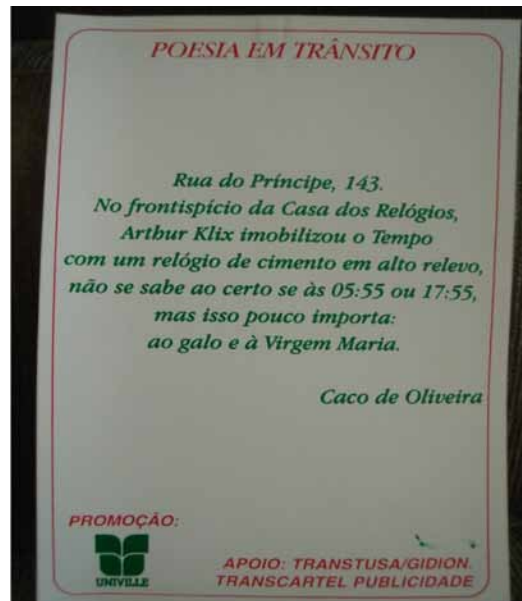 POESIA EM TRÂNSITO
Rua do Príncipe, 143.
No frontispício da Casa dos Relógios,
Arthur Klix imobilizou o Tempo
com um relógio de cimento em alto relevo,
não se sabe ao certo se às 05:55 ou 17:55,
mas isso pouco importa:
ao galo e à Virgem Maria.
Caco de Oliveira
PROMOÇÃO:
UNIVILLE
APOIO: TRANSTUSA/GIDION.
TRANSCARTEL PUBLICIDADE